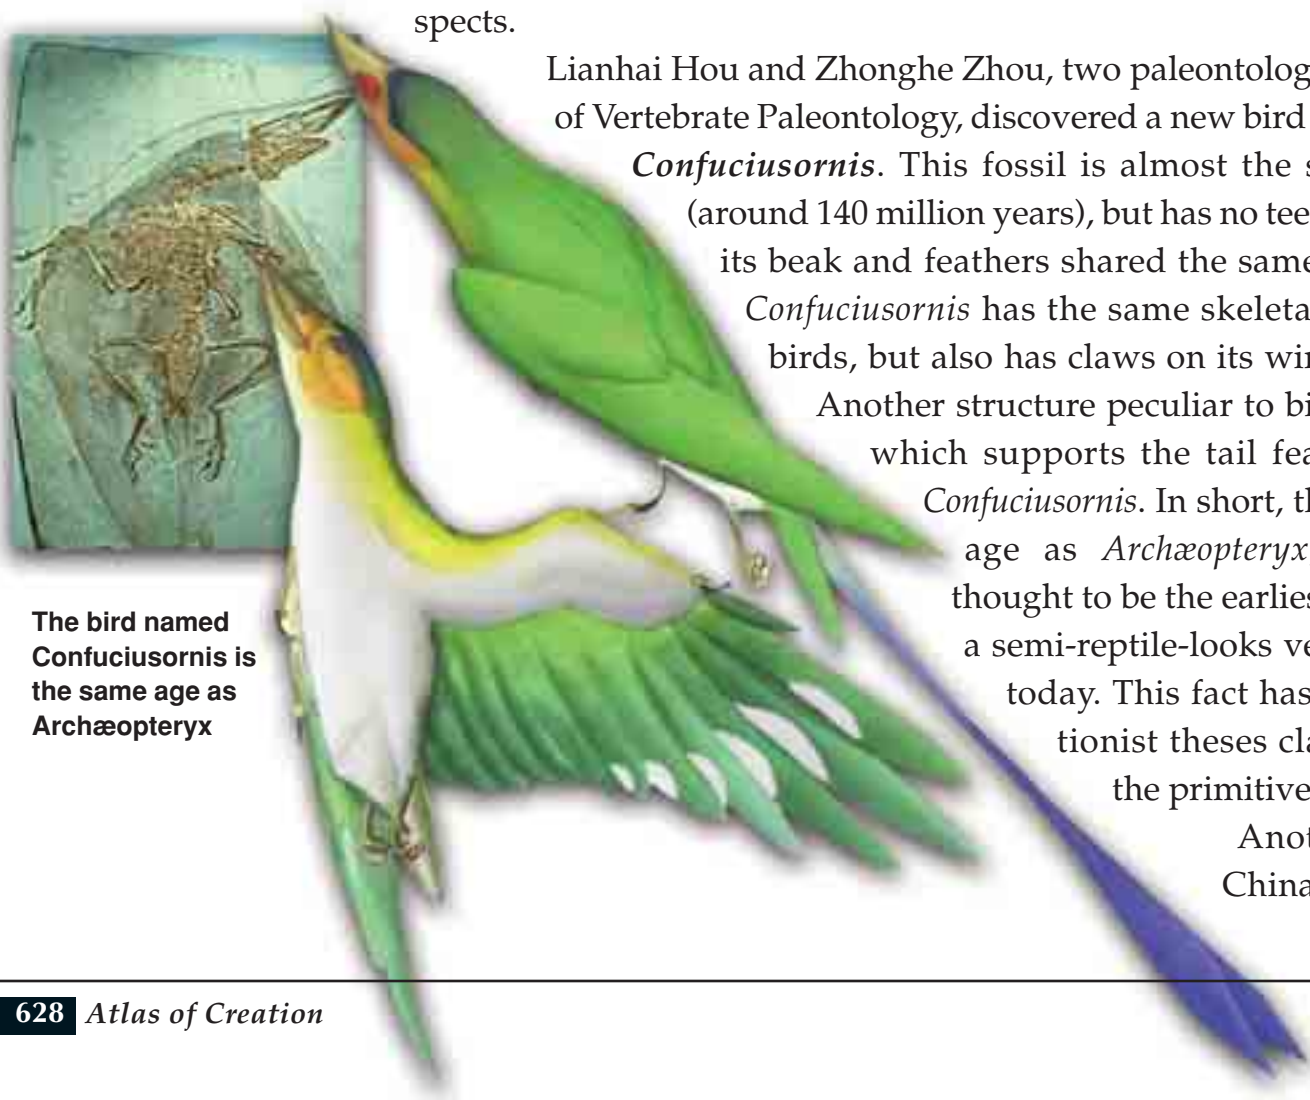 spects.
Lianhai Hou and Zhonghe Zhou, two paleontolog
of Vertebrate Paleontology, discovered a new bird
Confuciusornis. This fossil is almost the s
(around 140 million years), but has no tee
its beak and feathers shared the same
Confuciusornis has the same skeleta
birds, but also has claws on its win
Another structure peculiar to bi
which supports the tail fea
Confuciusornis. In short, th
age as Archæopteryx
thought to be the earlies
a semi-reptile-looks ve
today. This fact has
tionist theses cla
the primitive
Anot
China
The bird named
Confuciusornis is
the same age as
Archæopteryx
628 Atlas of Creation